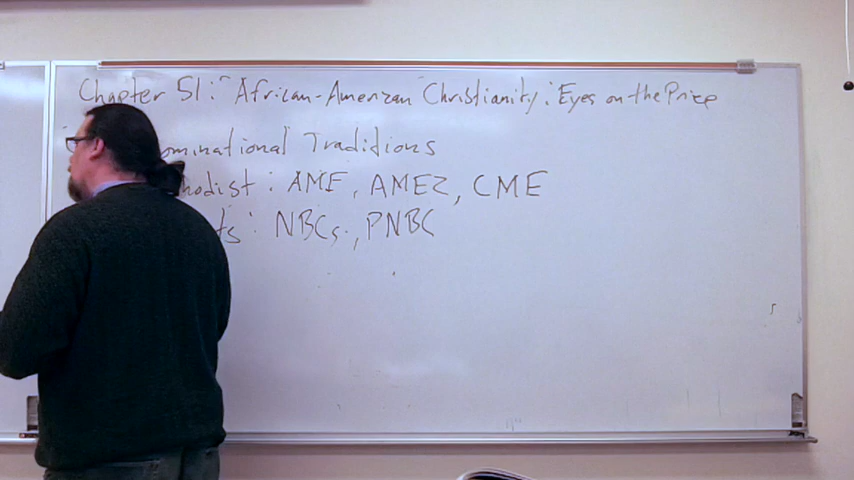 Chapter 51: African-American Christianity: Eyes on the Prize
ominational Traditions
hodist: AME, AMEZ, CME
ts: NBCs, PNBC